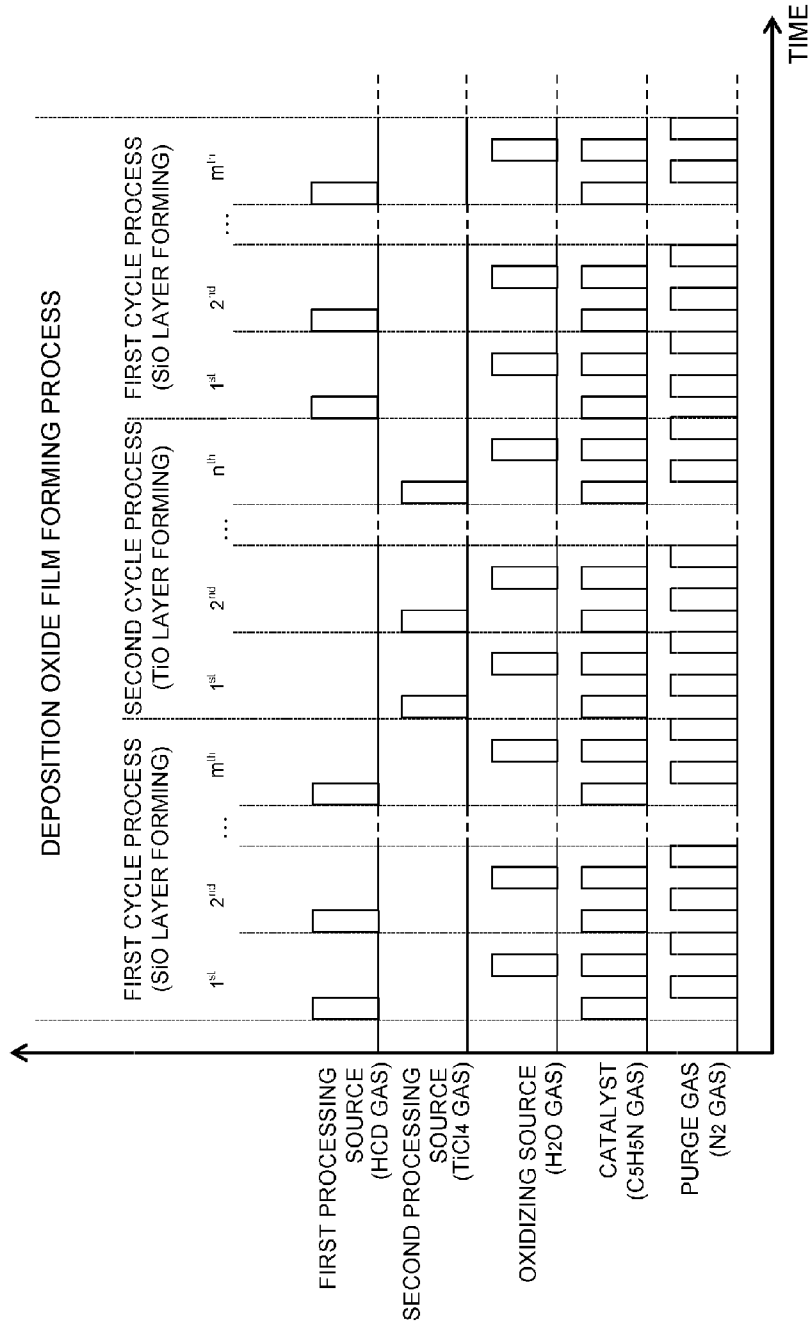 DEPOSITION OXIDE FILM FORMING PROCESS
FIRST CYCLE PROCESS
(SiO LAYER FORMING)
SECOND CYCLE PROCESS
(TiO LAYER FORMING)
FIRST CYCLE PROCESS
(SiO LAYER FORMING)
1st 2nd ... mth 1st 2nd ... nth 1st 2nd ... mth
FIRST PROCESSING
SOURCE
(HCD GAS)
SECOND PROCESSING
SOURCE
(TiCl4 GAS)
OXIDIZING SOURCE
(H2O GAS)
CATALYST
(C5H5N GAS)
PURGE GAS
(N2 GAS)
TIME